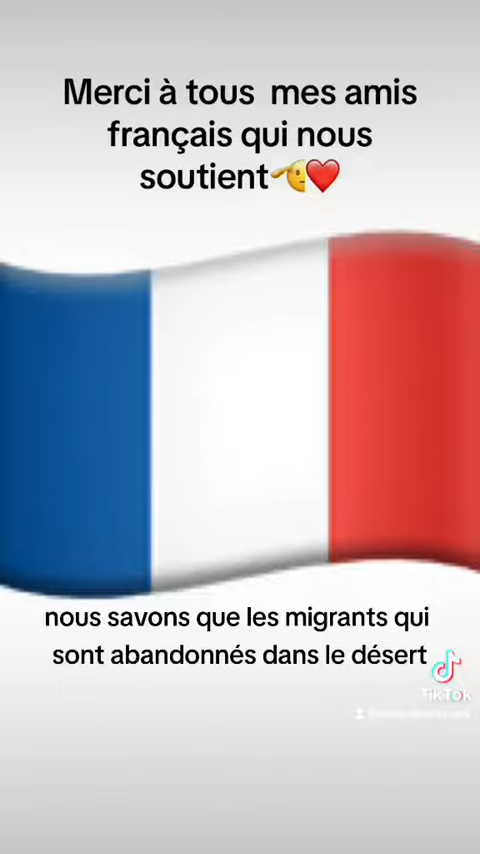 Merci à tous  mes amis
français qui nous
soutient🫡❤️
nous savons que les migrants qui
sont abandonnés dans le désert
TikTok